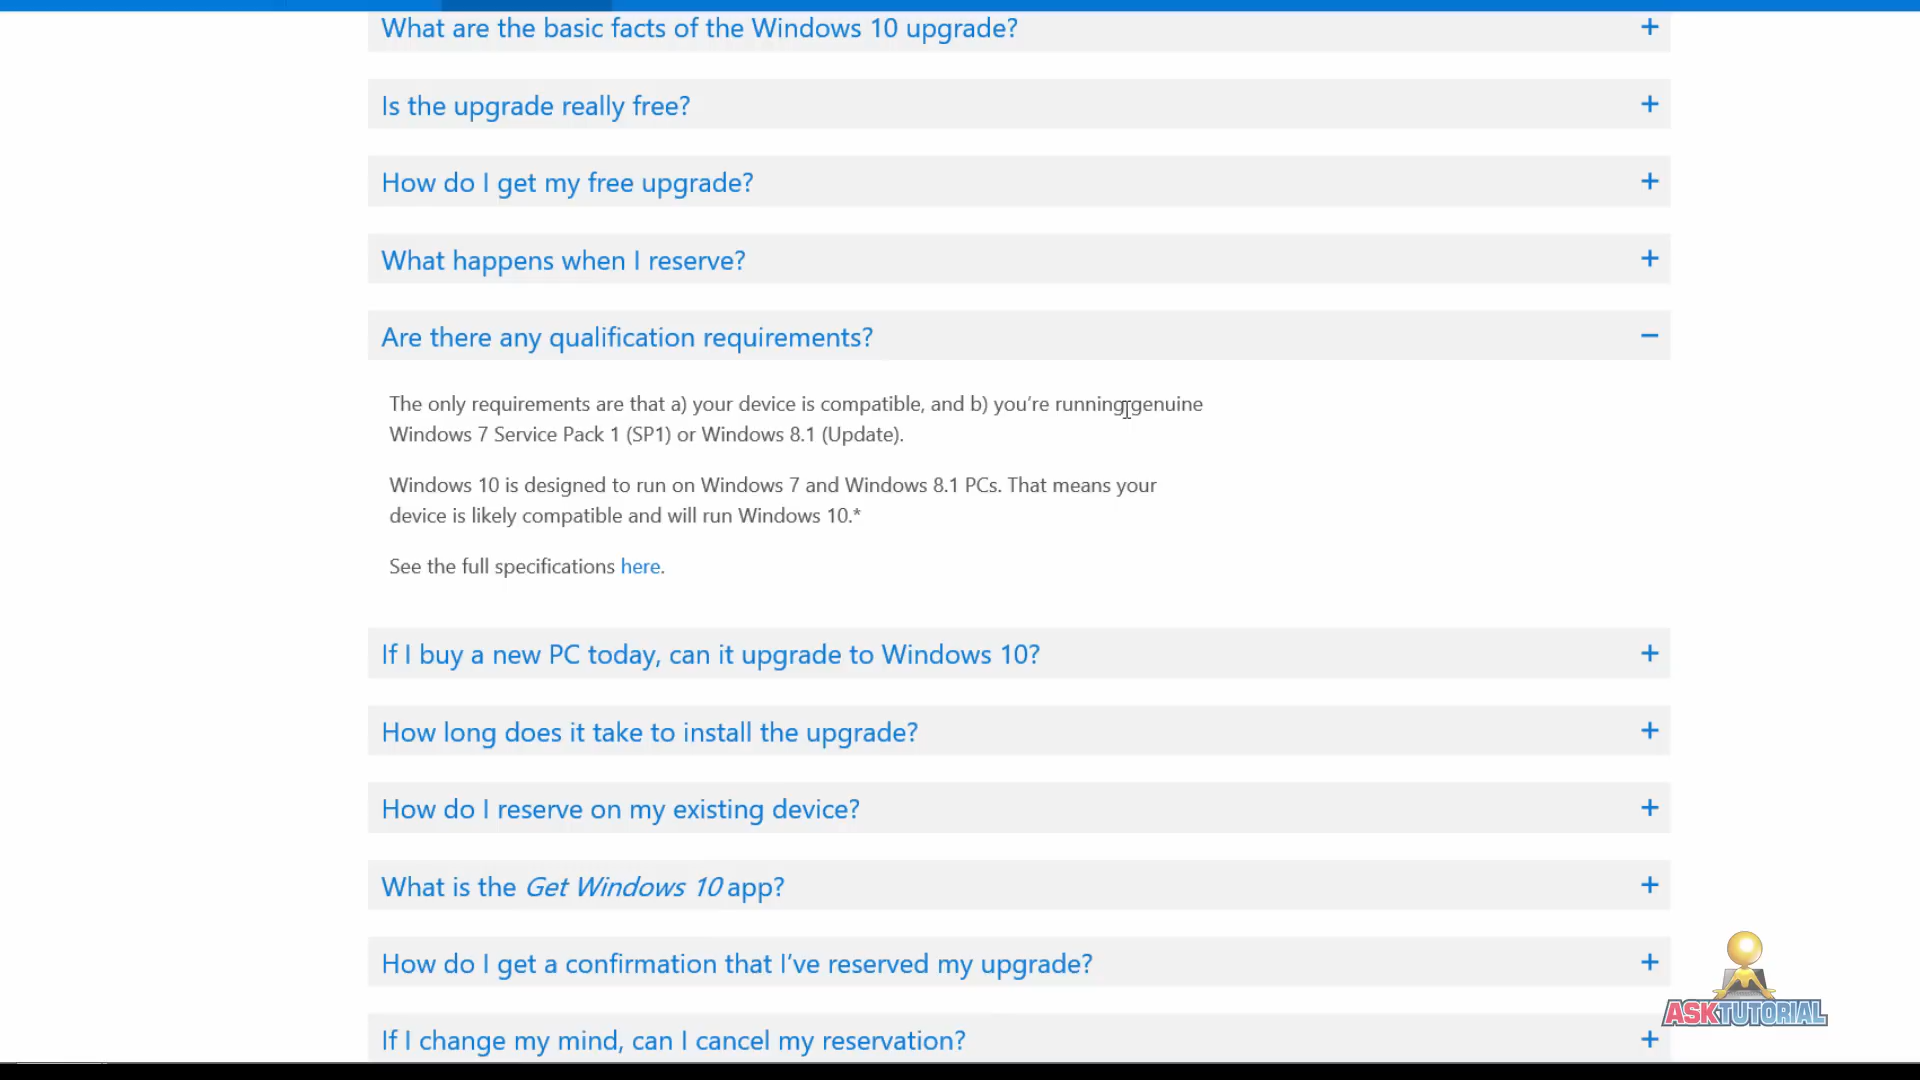 What are the basic facts of the Windows 10 upgrade?
Is the upgrade really free?
How do I get my free upgrade?
What happens when I reserve?
Are there any qualification requirements?
The only requirements are that a) your device is compatible, and b) you're running genuine
Windows 7 Service Pack 1 (SP1) or Windows 8.1 (Update).
Windows 10 is designed to run on Windows 7 and Windows 8.1 PCs. That means your
device is likely compatible and will run Windows 10.*
See the full specifications here.
If I buy a new PC today, can it upgrade to Windows 10?
How long does it take to install the upgrade?
How do I reserve on my existing device?
What is the Get Windows 10 app?
How do I get a confirmation that I've reserved my upgrade?
If I change my mind, can I cancel my reservation?
ASKTUTORIAL